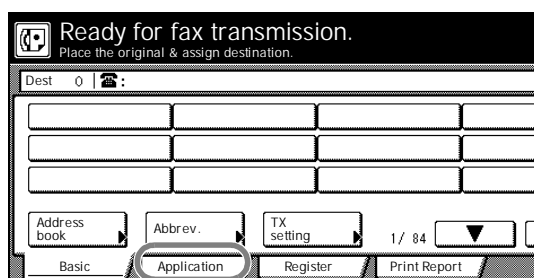 Ready for fax transmission.
Place the original & assign destination.
Dest 0 ☎:
Address book
Abbrev.
TX setting
1/ 84
Basic
Application
Register
Print Report